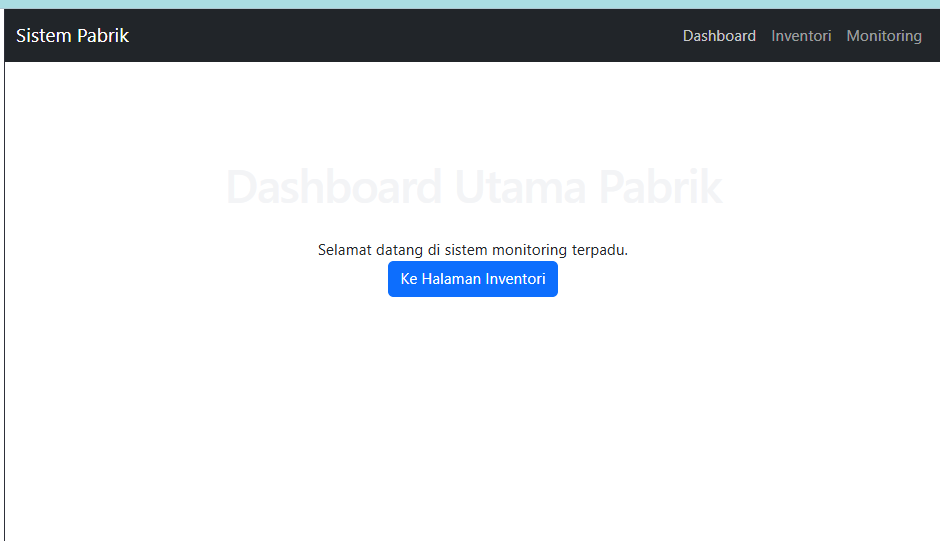 Sistem Pabrik
Dashboard Inventori Monitoring
Dashboard Utama Pabrik
Selamat datang di sistem monitoring terpadu.
Ke Halaman Inventori